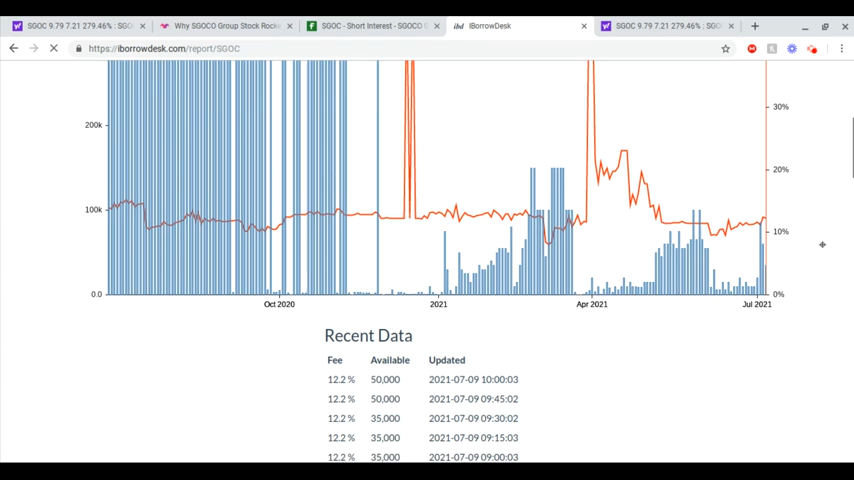 SGOC 9.79 7.21 279.46% : SGO
Why SGOCO Group Stock Rocke
SGOC - Short Interest - SGOCO G
ibd IBorrowDesk
SGOC 9.79 7.21 279.46% : SGO
https://iborrowdesk.com/report/SGOC
30%
200k
20%
100k
10%
0.0
0%
Oct 2020
2021
Apr 2021
Jul 2021
Recent Data
Fee Available Updated
12.2 % 50,000 2021-07-09 10:00:03
12.2 % 50,000 2021-07-09 09:45:02
12.2 % 35,000 2021-07-09 09:30:02
12.2 % 35,000 2021-07-09 09:15:03
12.2 % 35,000 2021-07-09 09:00:03